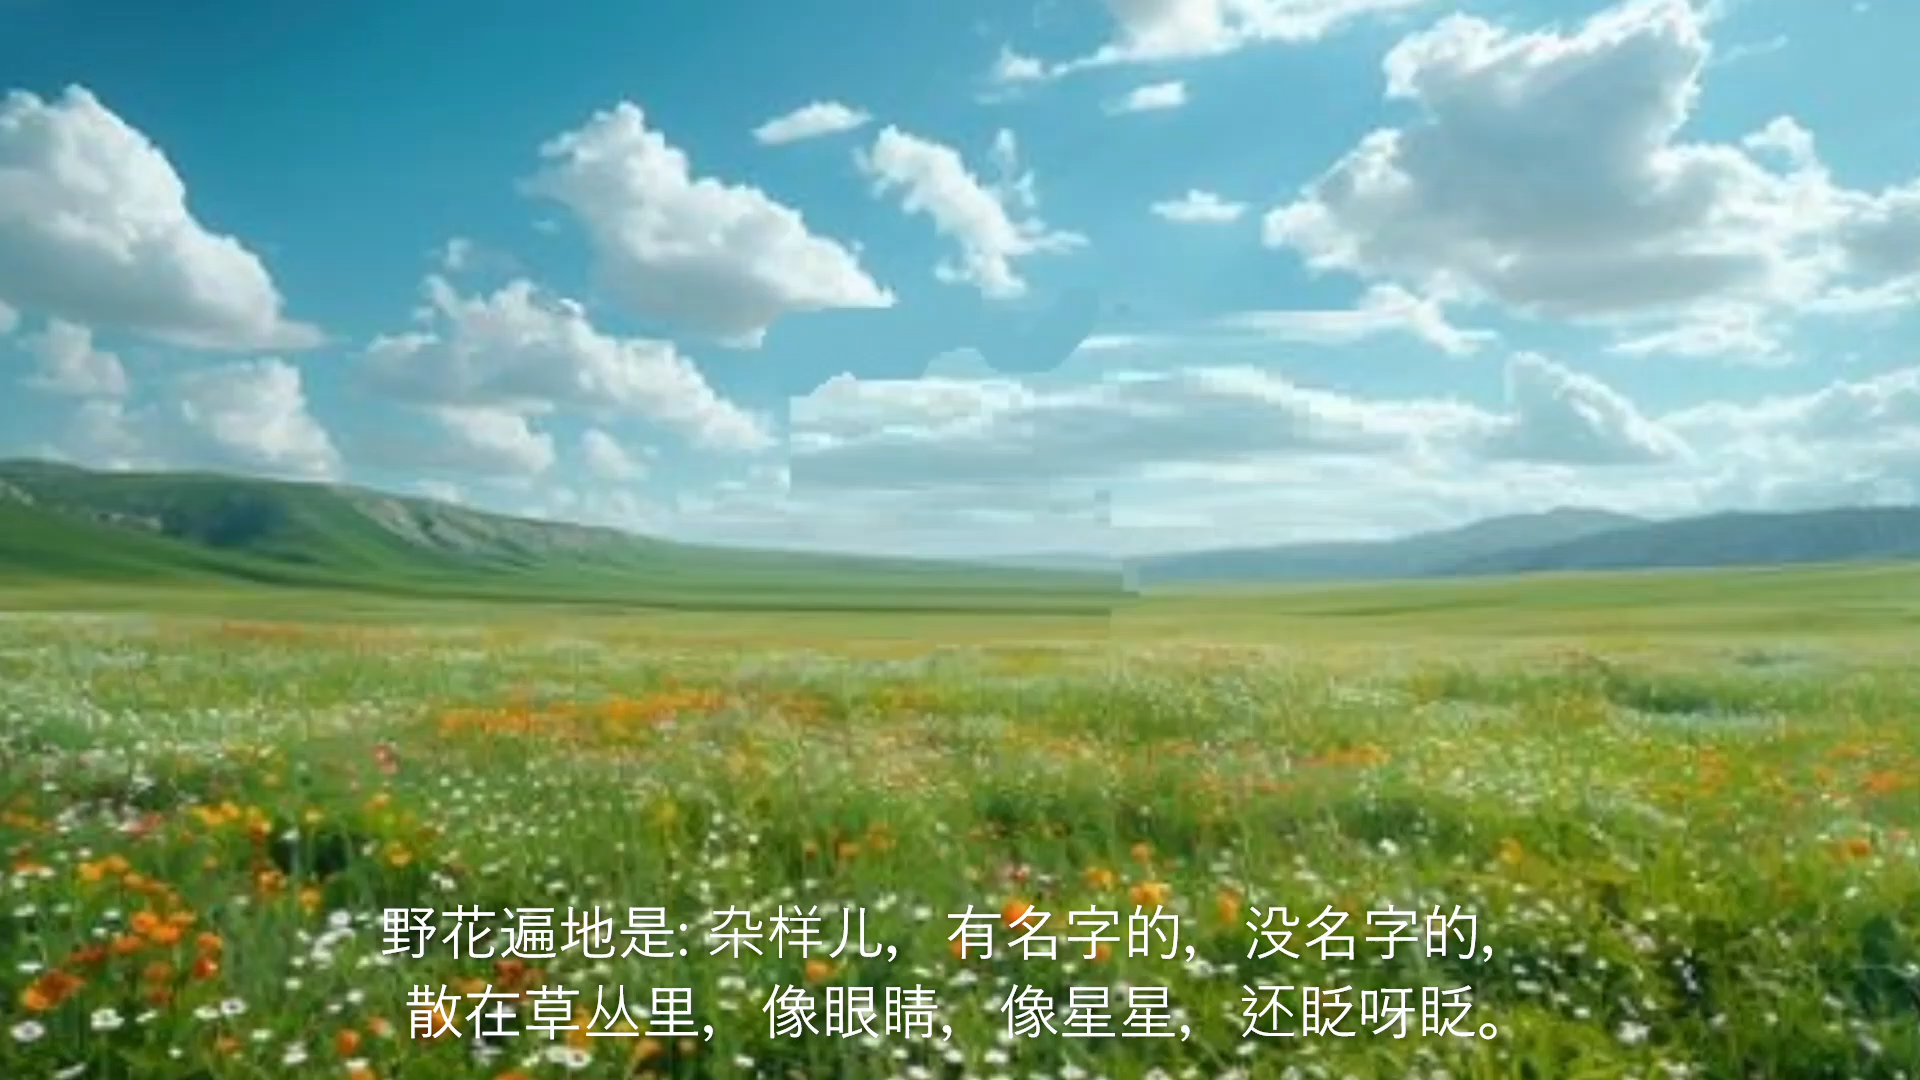 野花遍地是: 杂样儿, 有名字的, 没名字的,
散在草丛里, 像眼睛, 像星星, 还眨呀眨。